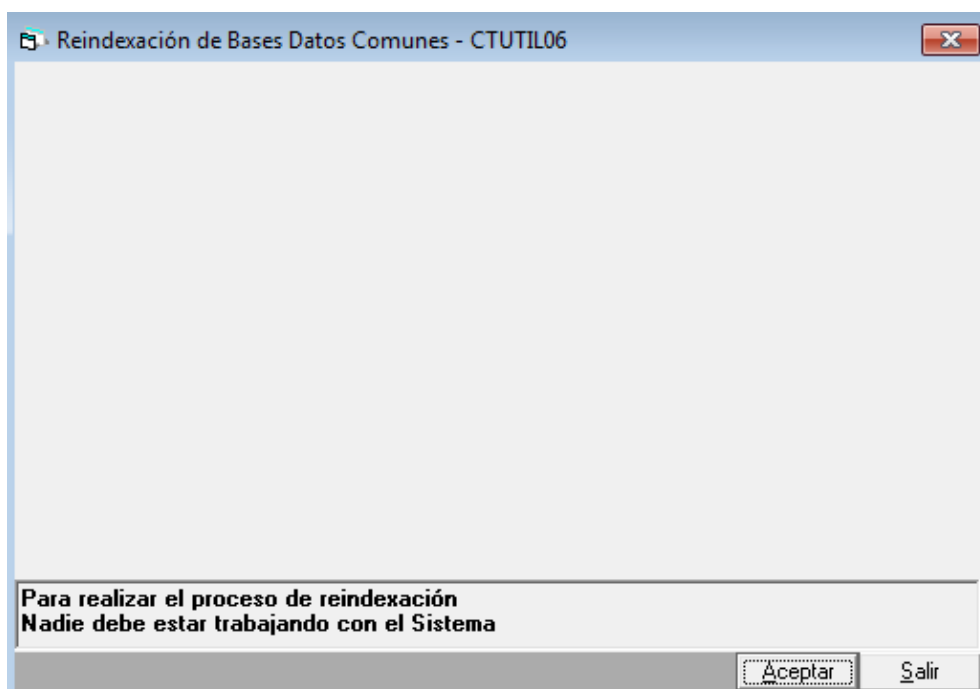 Reindexación de Bases Datos Comunes - CTUTIL06
Para realizar el proceso de reindexación
Nadie debe estar trabajando con el Sistema
Aceptar Salir